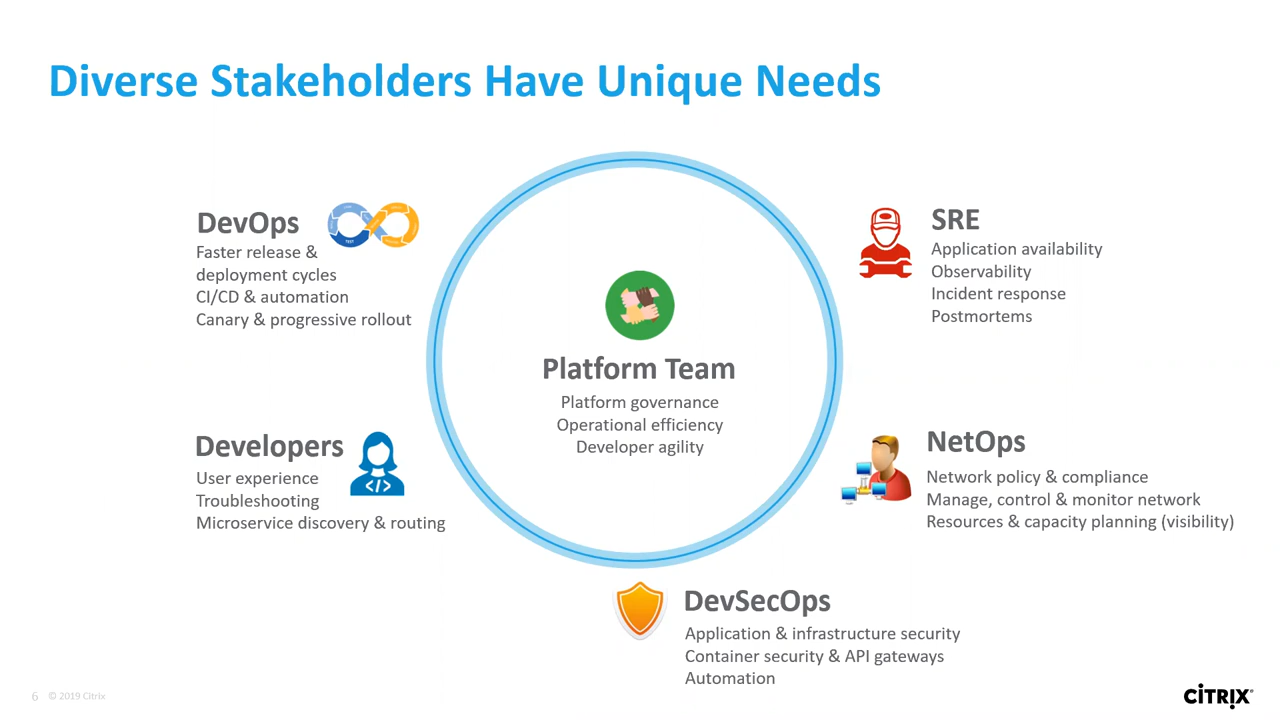 Diverse Stakeholders Have Unique Needs
DevOps
Faster release &
deployment cycles
CI/CD & automation
Canary & progressive rollout
TEST
SRE
Application availability
Observability
Incident response
Postmortems
Platform Team
Platform governance
Operational efficiency
Developer agility
Developers
</>
User experience
Troubleshooting
Microservice discovery & routing
NetOps
Network policy & compliance
Manage, control & monitor network
Resources & capacity planning (visibility)
DevSecOps
Application & infrastructure security
Container security & API gateways
Automation
6 © 2019 Citrix
CİTRIX